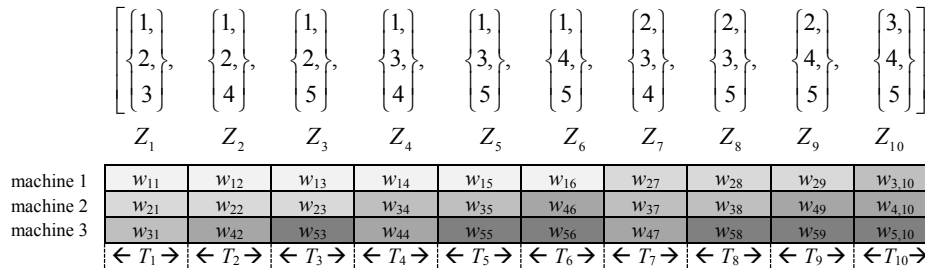 [{1, 2, 3}, {1, 2, 4}, {1, 2, 5}, {1, 3, 4}, {1, 3, 5}, {1, 4, 5}, {2, 3, 4}, {2, 3, 5}, {2, 4, 5}, {3, 4, 5}]
Z₁ Z₂ Z₃ Z₄ Z₅ Z₆ Z₇ Z₈ Z₉ Z₁₀
machine 1 w₁₁ w₁₂ w₁₃ w₁₄ w₁₅ w₁₆ w₂₇ w₂₈ w₂₉ w₃,₁₀
machine 2 w₂₁ w₂₂ w₂₃ w₃₄ w₃₅ w₄₆ w₃₇ w₃₈ w₄₉ w₄,₁₀
machine 3 w₃₁ w₄₂ w₅₃ w₄₄ w₅₅ w₅₆ w₄₇ w₅₈ w₅₉ w₅,₁₀
← T₁ → ← T₂ → ← T₃ → ← T₄ → ← T₅ → ← T₆ → ← T₇ → ← T₈ → ← T₉ → ← T₁₀ →